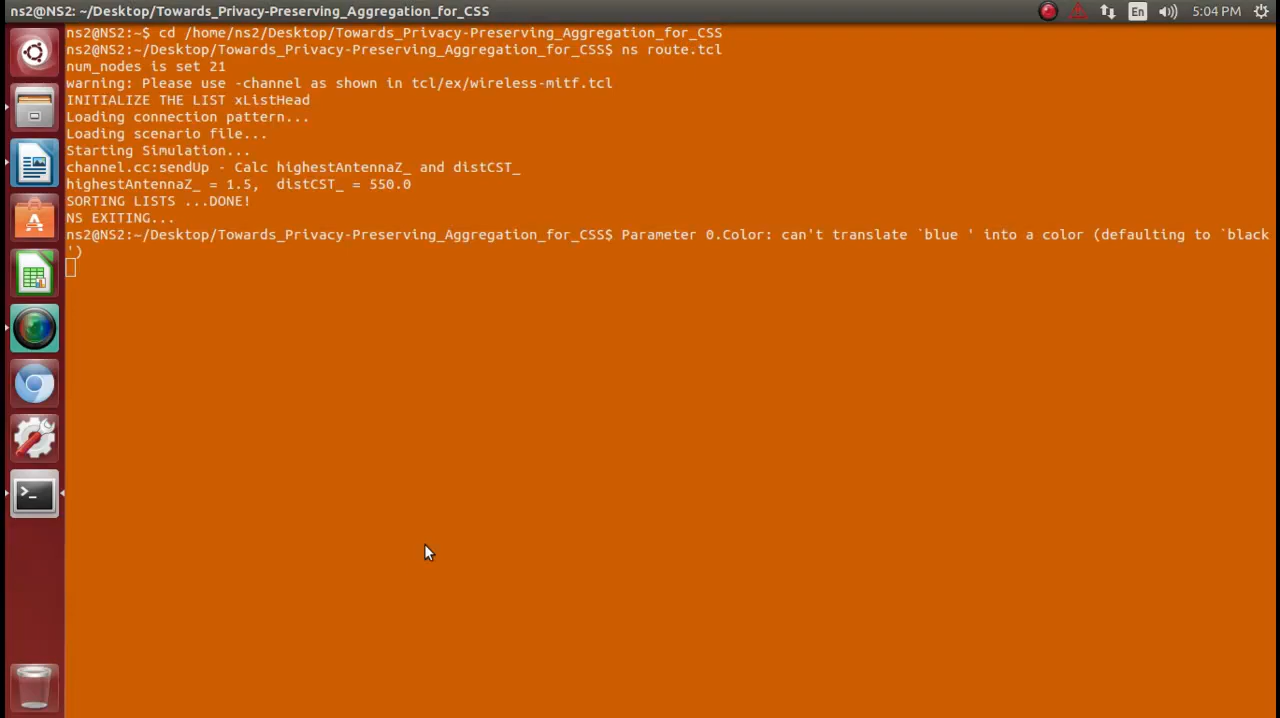 ns2@NS2: ~/Desktop/Towards_Privacy-Preserving_Aggregation_for_CSS
En
5:04 PM
ns2@NS2:~$ cd /home/ns2/Desktop/Towards_Privacy-Preserving_Aggregation_for_CSS
ns2@NS2:~/Desktop/Towards_Privacy-Preserving_Aggregation_for_CSS$ ns route.tcl
num_nodes is set 21
warning: Please use -channel as shown in tcl/ex/wireless-mitf.tcl
INITIALIZE THE LIST xListHead
Loading connection pattern...
Loading scenario file...
Starting Simulation...
channel.cc:sendUp - Calc highestAntennaZ_ and distCST_
highestAntennaZ_ = 1.5,  distCST_ = 550.0
SORTING LISTS ...DONE!
NS EXITING...
ns2@NS2:~/Desktop/Towards_Privacy-Preserving_Aggregation_for_CSS$ Parameter 0.Color: can't translate `blue ' into a color (defaulting to `black
')